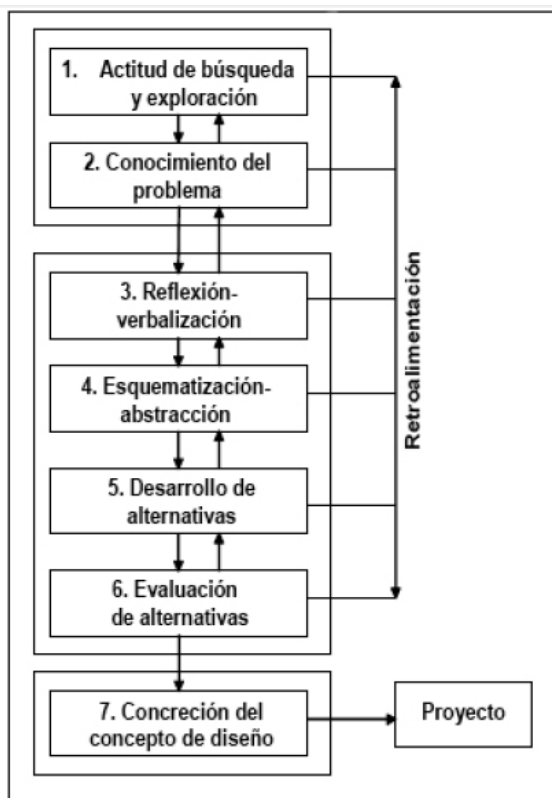 1. Actitud de búsqueda
y exploración
2. Conocimiento del
problema
3. Reflexión-
verbalización
4. Esquematización-
abstracción
5. Desarrollo de
alternativas
6. Evaluación
de alternativas
7. Concreción del
concepto de diseño
Proyecto
Retroalimentación